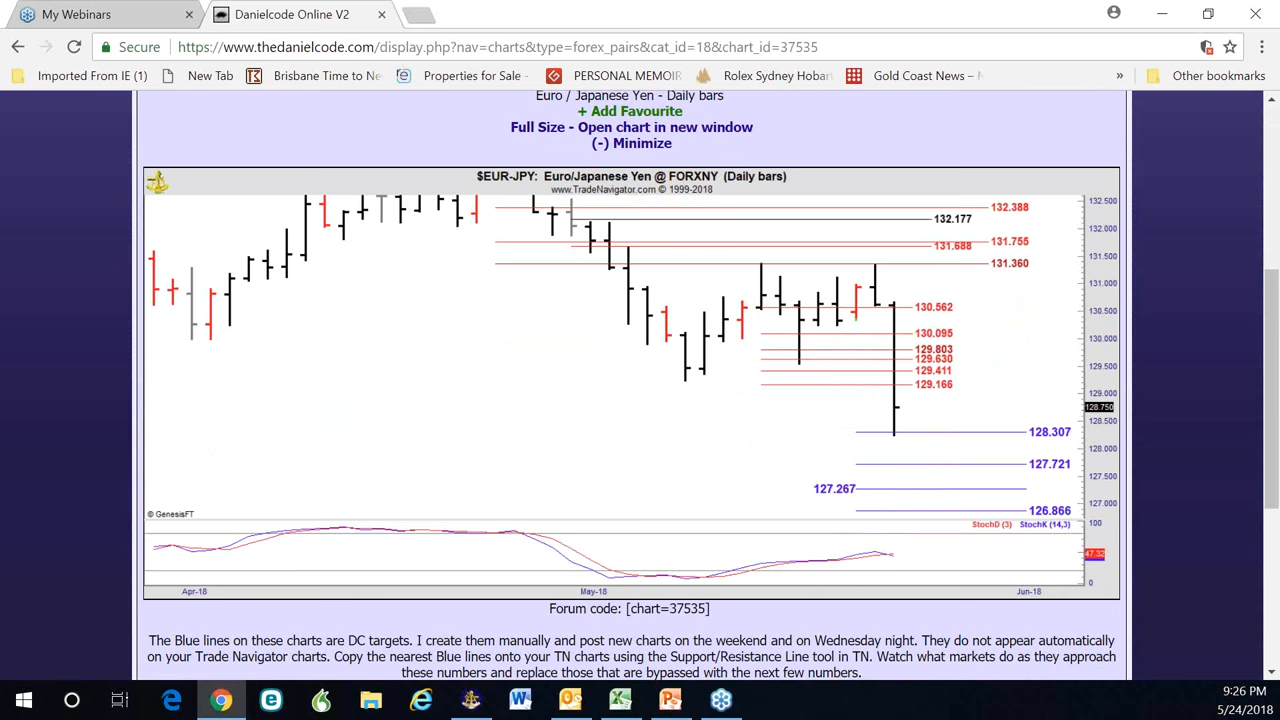 My Webinars
Danielcode Online V2
Secure
https://www.thedanielcode.com/display.php?nav=charts&type=forex_pairs&cat_id=18&chart_id=37535
Imported From IE (1)
New Tab
Brisbane Time to Ne
Properties for Sale -
PERSONAL MEMOIR
Rolex Sydney Hobart
Gold Coast News –
»
Other bookmarks
Euro / Japanese Yen - Daily bars
+ Add Favourite
Full Size - Open chart in new window
(-) Minimize
$EUR-JPY: Euro/Japanese Yen @ FORXNY (Daily bars)
www.TradeNavigator.com © 1999-2018
132.388
132.177
131.755
131.688
131.360
130.562
130.095
129.803
129.630
129.411
129.166
128.307
127.721
127.267
126.866
132.500
132.000
131.500
131.000
130.500
130.000
129.500
129.000
128.750
128.500
128.000
127.500
127.000
© GenesisFT
StochD (3)
StochK (14,3)
100
47.32
0
Apr-18
May-18
Jun-18
Forum code: [chart=37535]
The Blue lines on these charts are DC targets. I create them manually and post new charts on the weekend and on Wednesday night. They do not appear automatically
on your Trade Navigator charts. Copy the nearest Blue lines onto your TN charts using the Support/Resistance Line tool in TN. Watch what markets do as they approach
these numbers and replace those that are bypassed with the next few numbers.
9:26 PM
5/24/2018